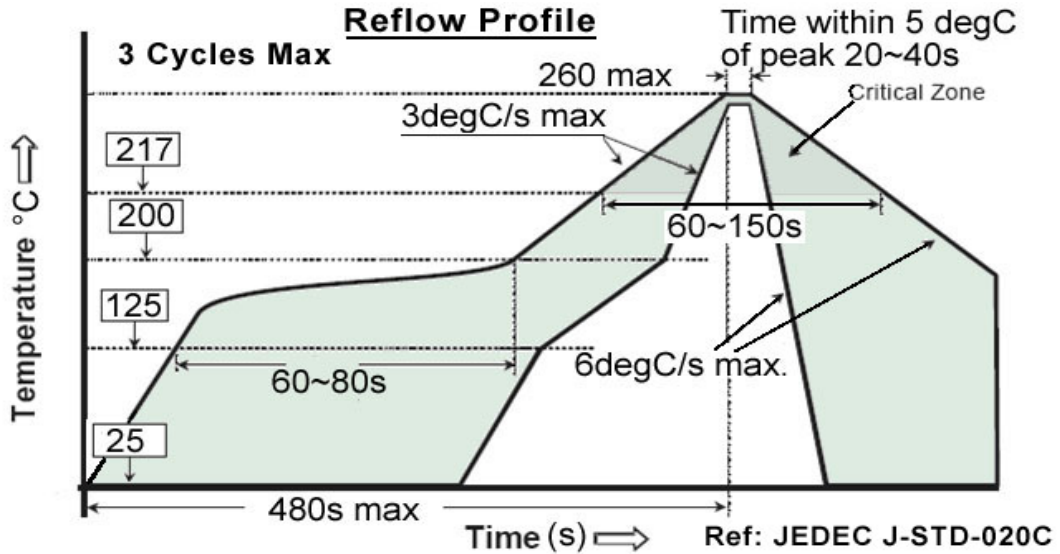 Reflow Profile
3 Cycles Max
Time within 5 degC
of peak 20~40s
260 max
Critical Zone
3degC/s max
217
200
60~150s
125
6degC/s max.
60~80s
25
480s max
Temperature °C
Time (s)
Ref: JEDEC J-STD-020C